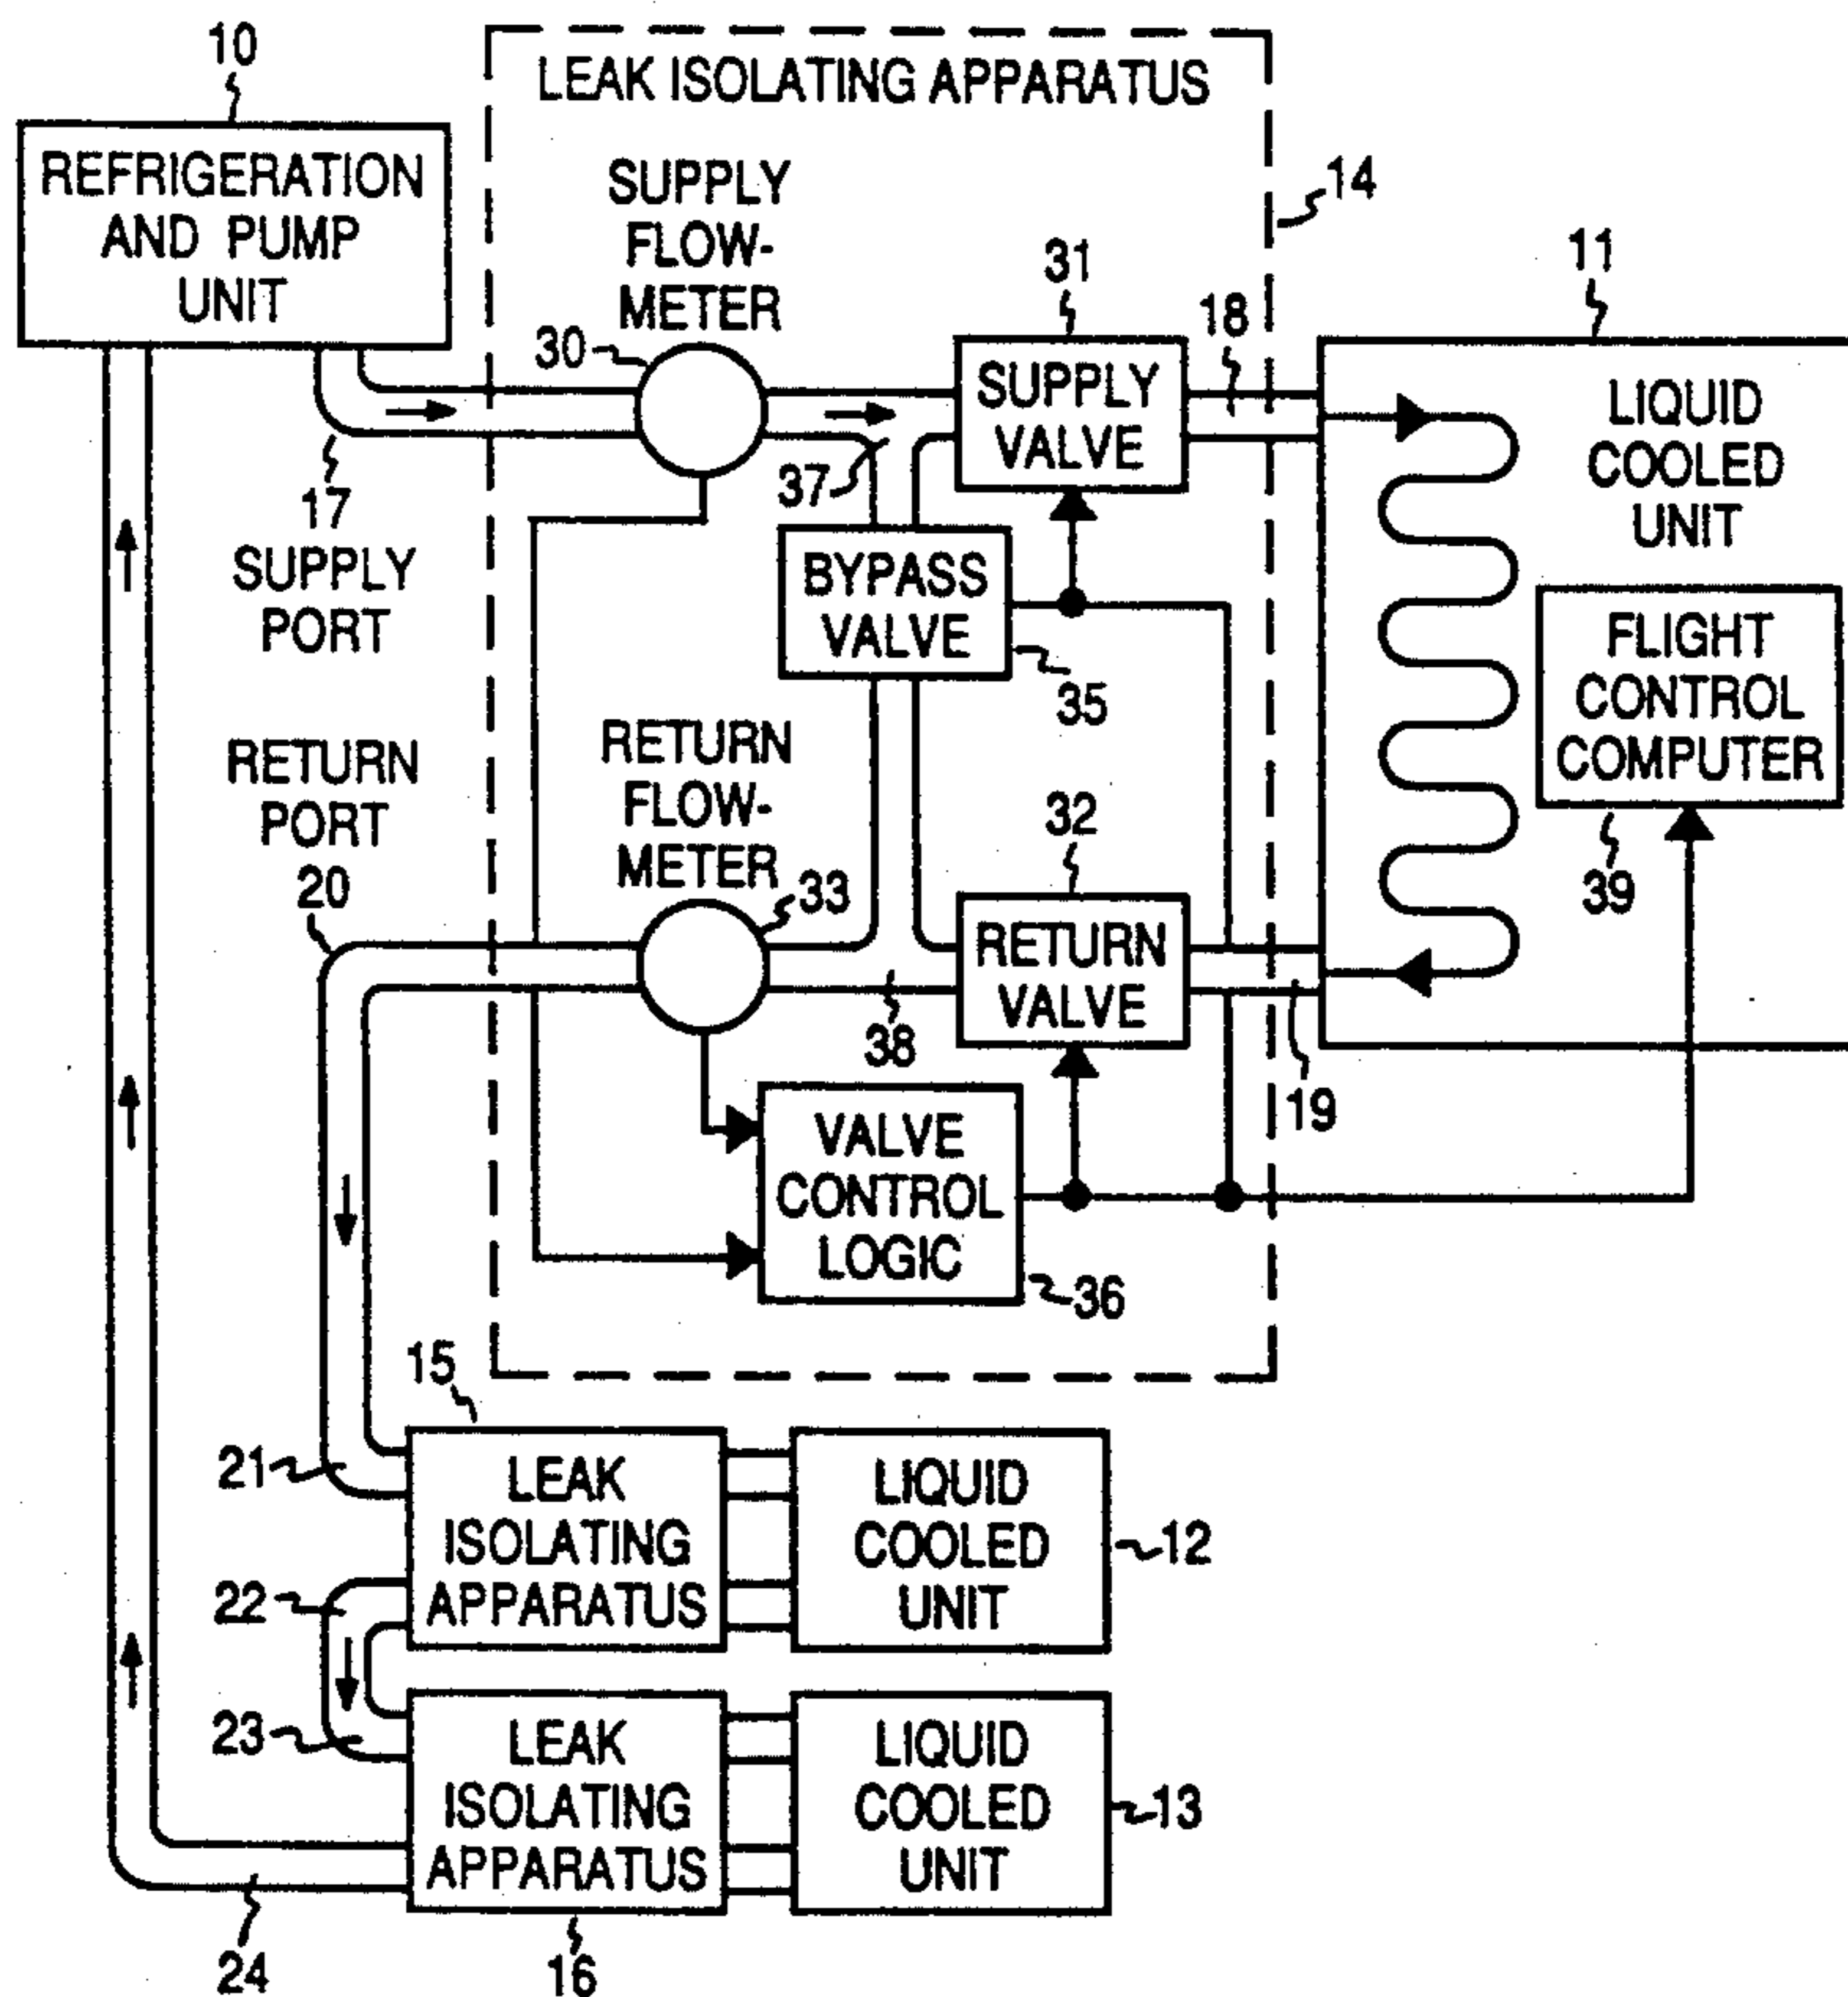 10
REFRIGERATION
AND PUMP
UNIT
LEAK ISOLATING APPARATUS
14
SUPPLY
FLOW-
METER
30
31
SUPPLY
VALVE
18
11
LIQUID
COOLED
UNIT
17
SUPPLY
PORT
37
BYPASS
VALVE
35
FLIGHT
CONTROL
COMPUTER
39
RETURN
PORT
20
RETURN
FLOW-
METER
33
32
RETURN
VALVE
38
19
VALVE
CONTROL
LOGIC
36
15
21
LEAK
ISOLATING
APPARATUS
LIQUID
COOLED
UNIT
12
22
23
LEAK
ISOLATING
APPARATUS
LIQUID
COOLED
UNIT
13
24
16